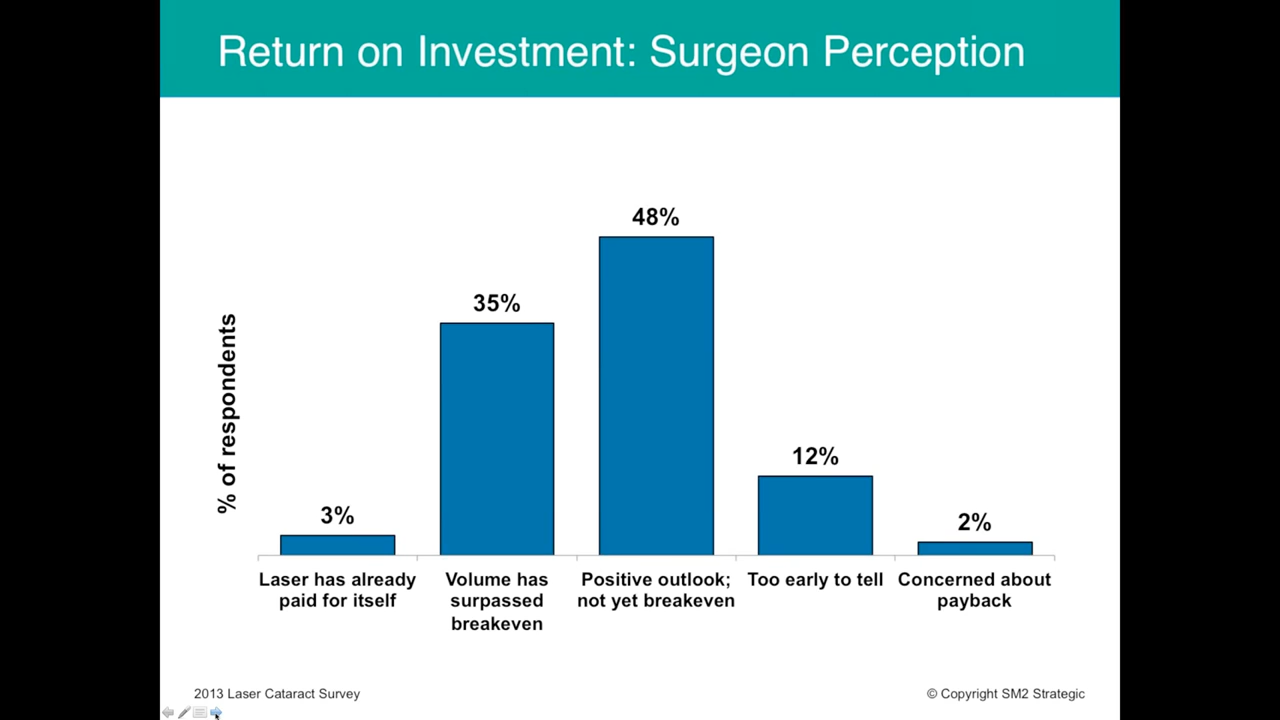 Return on Investment: Surgeon Perception
48%
35%
12%
3%
2%
% of respondents
Laser has already
paid for itself
Volume has
surpassed
breakeven
Positive outlook;
not yet breakeven
Too early to tell
Concerned about
payback
2013 Laser Cataract Survey
© Copyright SM2 Strategic